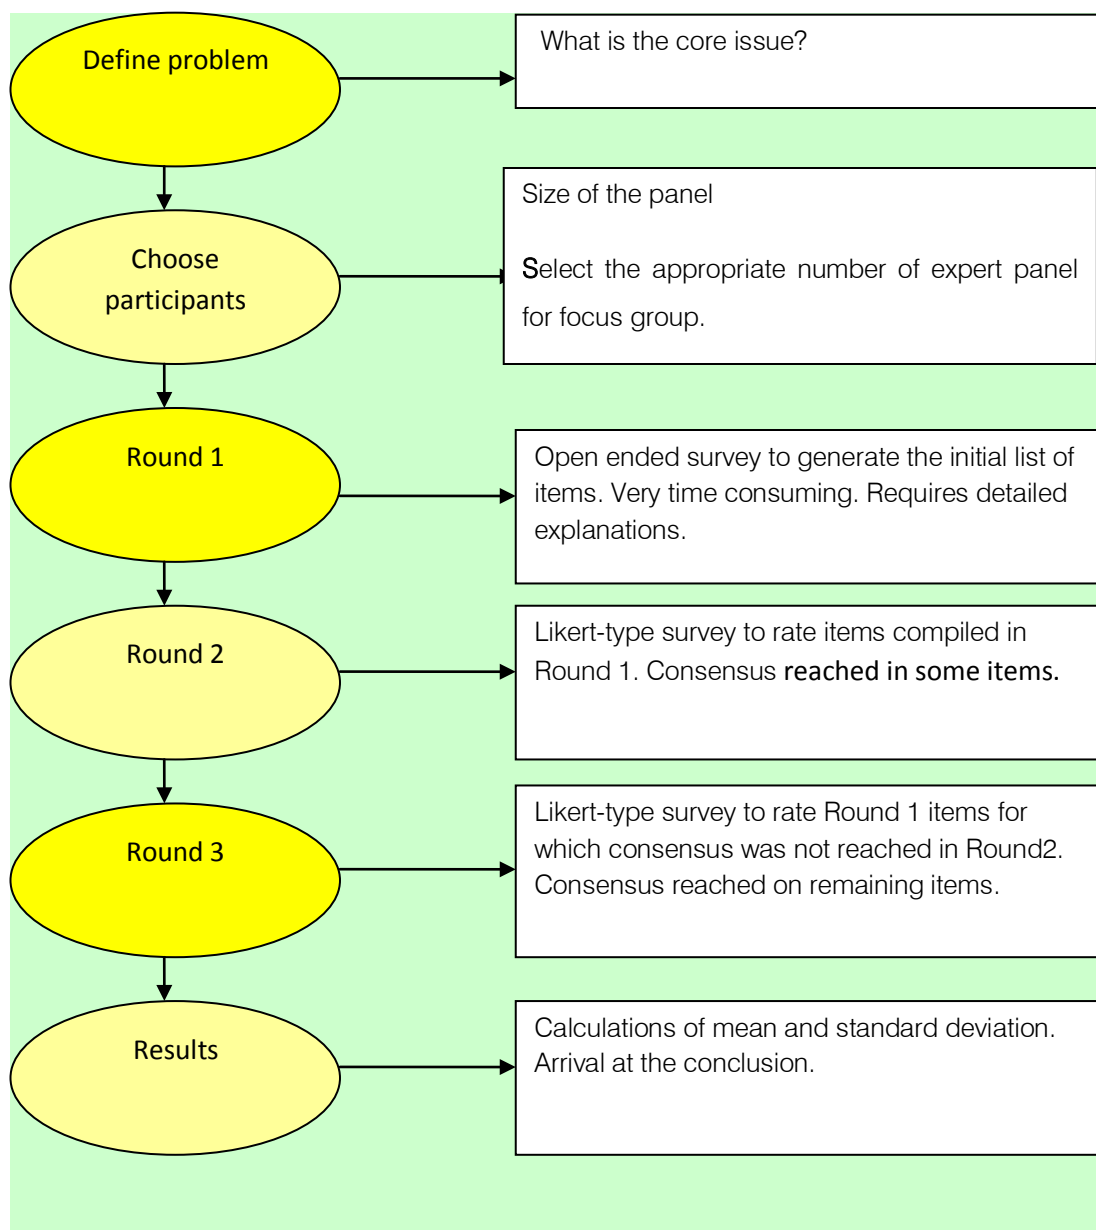 Define problem
What is the core issue?
Choose
participants
Size of the panel
Select the appropriate number of expert panel
for focus group.
Round 1
Open ended survey to generate the initial list of
items. Very time consuming. Requires detailed
explanations.
Round 2
Likert-type survey to rate items compiled in
Round 1. Consensus reached in some items.
Round 3
Likert-type survey to rate Round 1 items for
which consensus was not reached in Round2.
Consensus reached on remaining items.
Results
Calculations of mean and standard deviation.
Arrival at the conclusion.